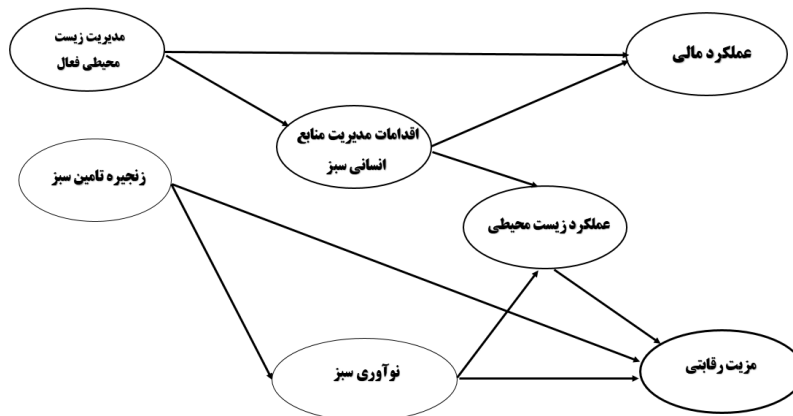 مدیریت زیست
محیطی فعال
عملکرد مالی
اقدامات مدیریت منابع
انسانی سبز
زنجیره تامین سبز
عملکرد زیست محیطی
نوآوری سبز
مزیت رقابتی